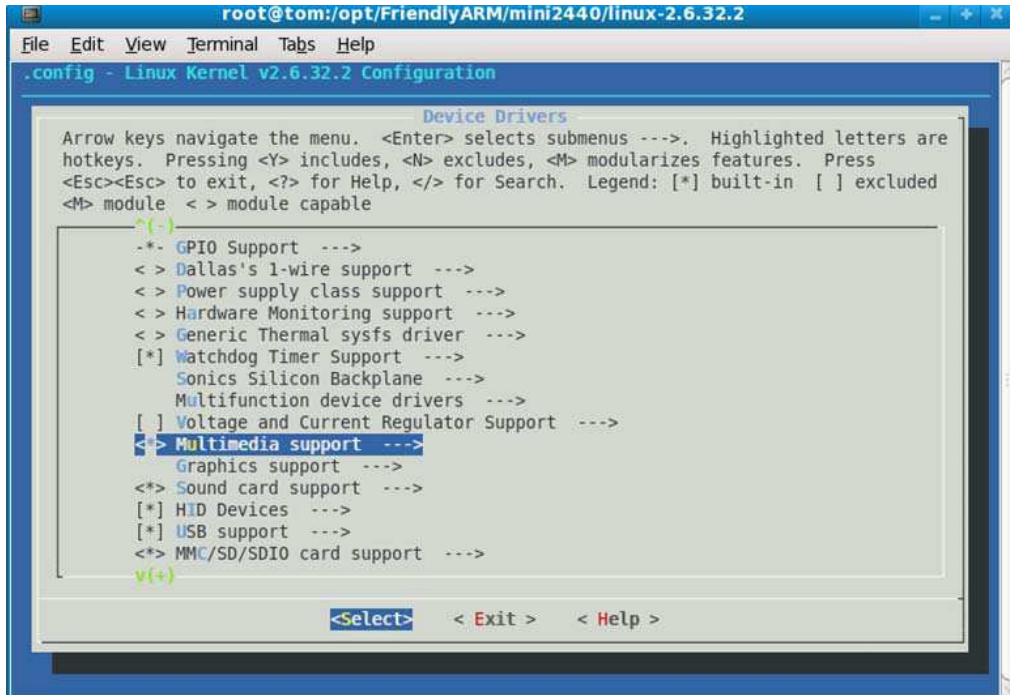 root@tom:/opt/FriendlyARM/mini2440/linux-2.6.32.2
File Edit View Terminal Tabs Help
.config - Linux Kernel v2.6.32.2 Configuration
Device Drivers
Arrow keys navigate the menu. <Enter> selects submenus --->. Highlighted letters are
hotkeys. Pressing <Y> includes, <N> excludes, <M> modularizes features. Press
<Esc><Esc> to exit, <?> for Help, </> for Search. Legend: [*] built-in [ ] excluded
<M> module < > module capable
^(-)
-*- GPIO Support --->
< > Dallas's 1-wire support --->
< > Power supply class support --->
< > Hardware Monitoring support --->
< > Generic Thermal sysfs driver --->
[*] Watchdog Timer Support --->
Sonics Silicon Backplane --->
Multifunction device drivers --->
[ ] Voltage and Current Regulator Support --->
<*> Multimedia support --->
Graphics support --->
<*> Sound card support --->
[*] HID Devices --->
[*] USB support --->
<*> MMC/SD/SDIO card support --->
v(+)
<Select> < Exit > < Help >